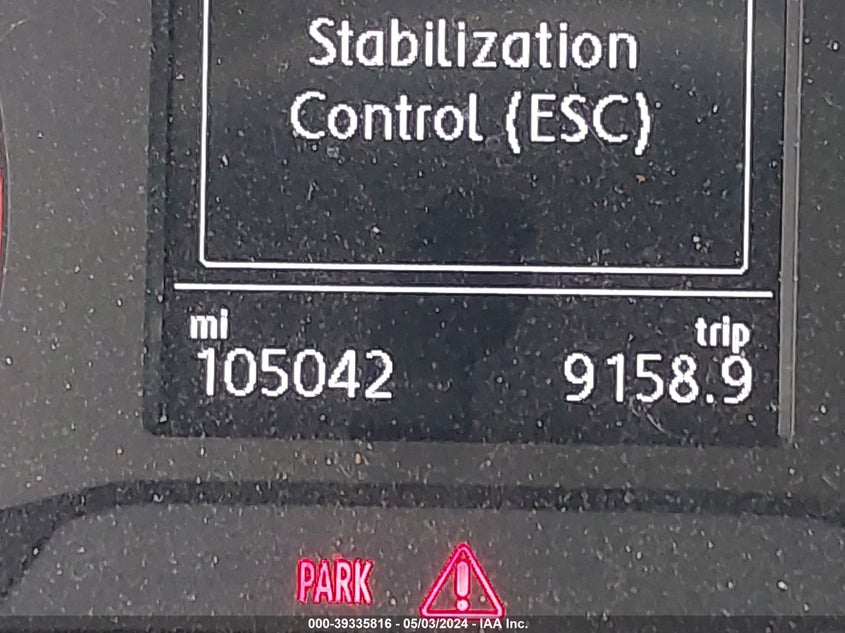 Stabilization
Control (ESC)
mi trip
105042 9158.9
PARK
000-39335816 - 05/03/2024 - IAA Inc.